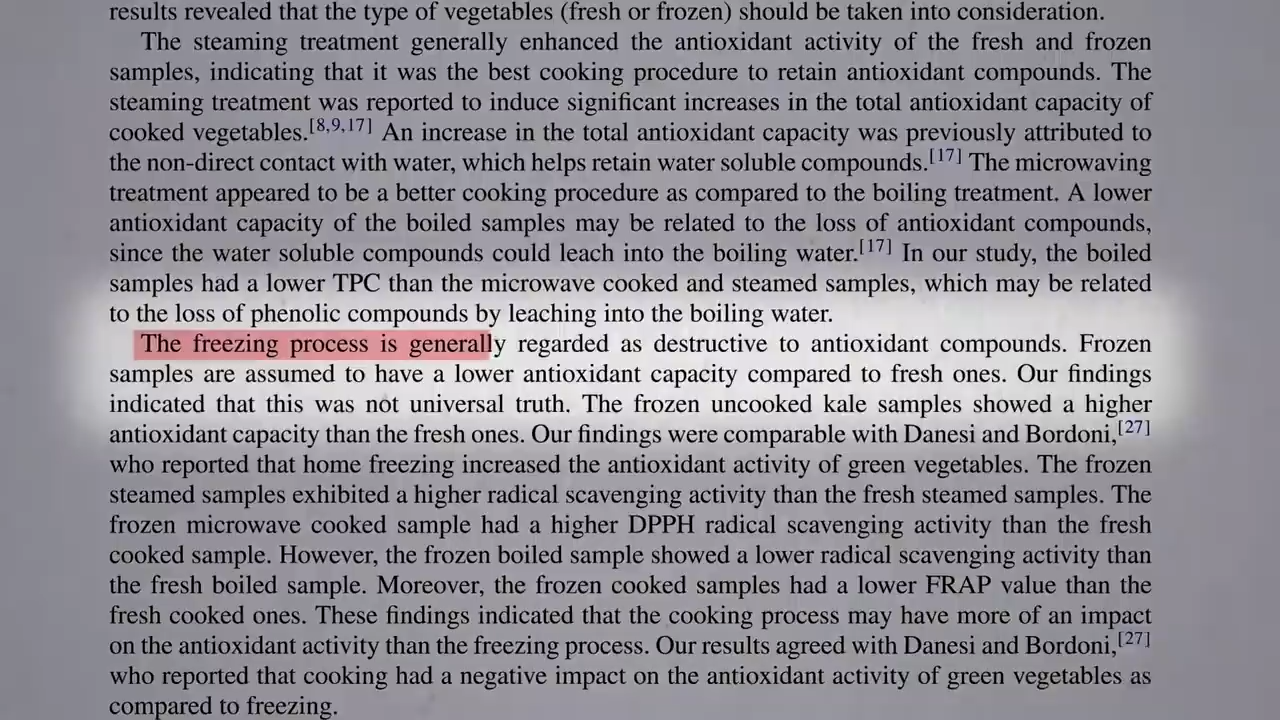 results revealed that the type of vegetables (fresh or frozen) should be taken into consideration.
The steaming treatment generally enhanced the antioxidant activity of the fresh and frozen
samples, indicating that it was the best cooking procedure to retain antioxidant compounds. The
steaming treatment was reported to induce significant increases in the total antioxidant capacity of
cooked vegetables.[8,9,17] An increase in the total antioxidant capacity was previously attributed to
the non-direct contact with water, which helps retain water soluble compounds.[17] The microwaving
treatment appeared to be a better cooking procedure as compared to the boiling treatment. A lower
antioxidant capacity of the boiled samples may be related to the loss of antioxidant compounds,
since the water soluble compounds could leach into the boiling water.[17] In our study, the boiled
samples had a lower TPC than the microwave cooked and steamed samples, which may be related
to the loss of phenolic compounds by leaching into the boiling water.
The freezing process is generally regarded as destructive to antioxidant compounds. Frozen
samples are assumed to have a lower antioxidant capacity compared to fresh ones. Our findings
indicated that this was not universal truth. The frozen uncooked kale samples showed a higher
antioxidant capacity than the fresh ones. Our findings were comparable with Danesi and Bordoni,[27]
who reported that home freezing increased the antioxidant activity of green vegetables. The frozen
steamed samples exhibited a higher radical scavenging activity than the fresh steamed samples. The
frozen microwave cooked sample had a higher DPPH radical scavenging activity than the fresh
cooked sample. However, the frozen boiled sample showed a lower radical scavenging activity than
the fresh boiled sample. Moreover, the frozen cooked samples had a lower FRAP value than the
fresh cooked ones. These findings indicated that the cooking process may have more of an impact
on the antioxidant activity than the freezing process. Our results agreed with Danesi and Bordoni,[27]
who reported that cooking had a negative impact on the antioxidant activity of green vegetables as
compared to freezing.